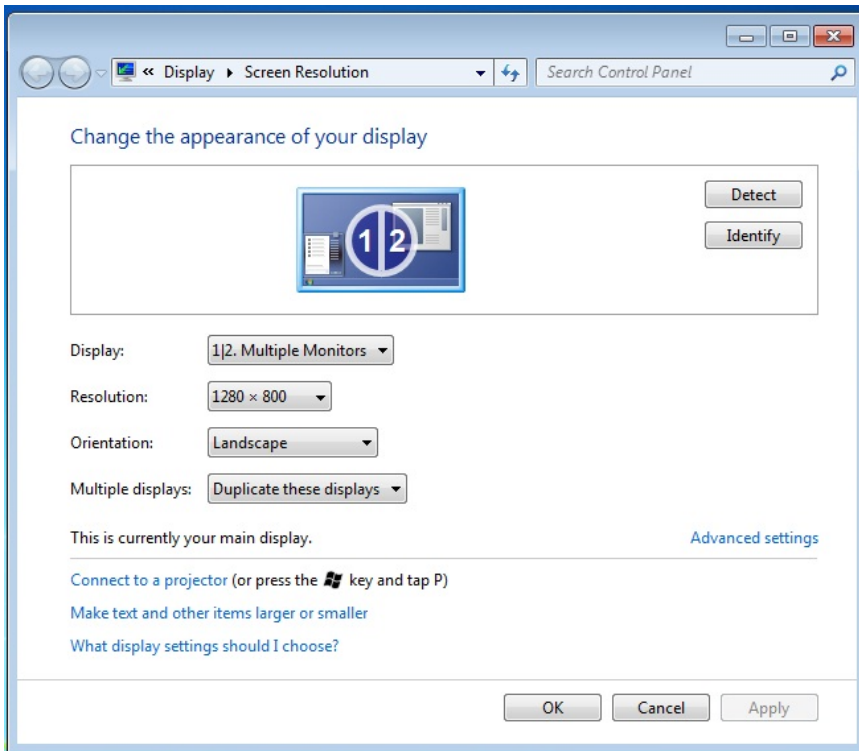 « Display ▸ Screen Resolution
Search Control Panel
Change the appearance of your display
1 2
Detect
Identify
Display: 1|2. Multiple Monitors
Resolution: 1280 × 800
Orientation: Landscape
Multiple displays: Duplicate these displays
This is currently your main display. Advanced settings
Connect to a projector (or press the key and tap P)
Make text and other items larger or smaller
What display settings should I choose?
OK Cancel Apply